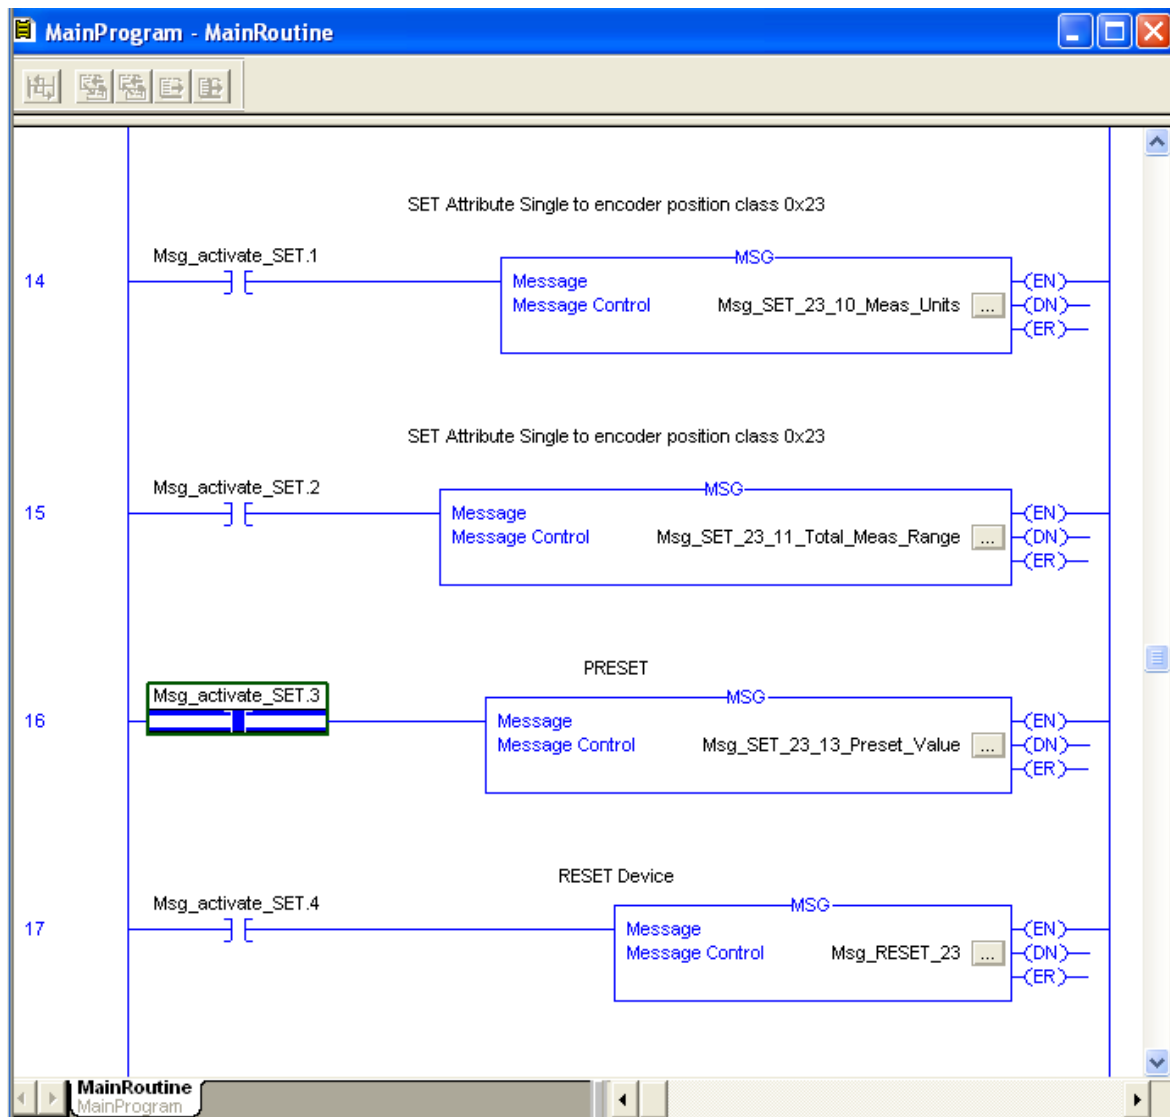 MainProgram - MainRoutine
SET Attribute Single to encoder position class 0x23
Msg_activate_SET.1
MSG
14
Message
(EN)
Message Control
Msg_SET_23_10_Meas_Units
...
(DN)
(ER)
SET Attribute Single to encoder position class 0x23
Msg_activate_SET.2
MSG
15
Message
(EN)
Message Control
Msg_SET_23_11_Total_Meas_Range
...
(DN)
(ER)
PRESET
Msg_activate_SET.3
MSG
16
Message
(EN)
Message Control
Msg_SET_23_13_Preset_Value
...
(DN)
(ER)
RESET Device
Msg_activate_SET.4
MSG
17
Message
(EN)
Message Control
Msg_RESET_23
...
(DN)
(ER)
MainRoutine
MainProgram